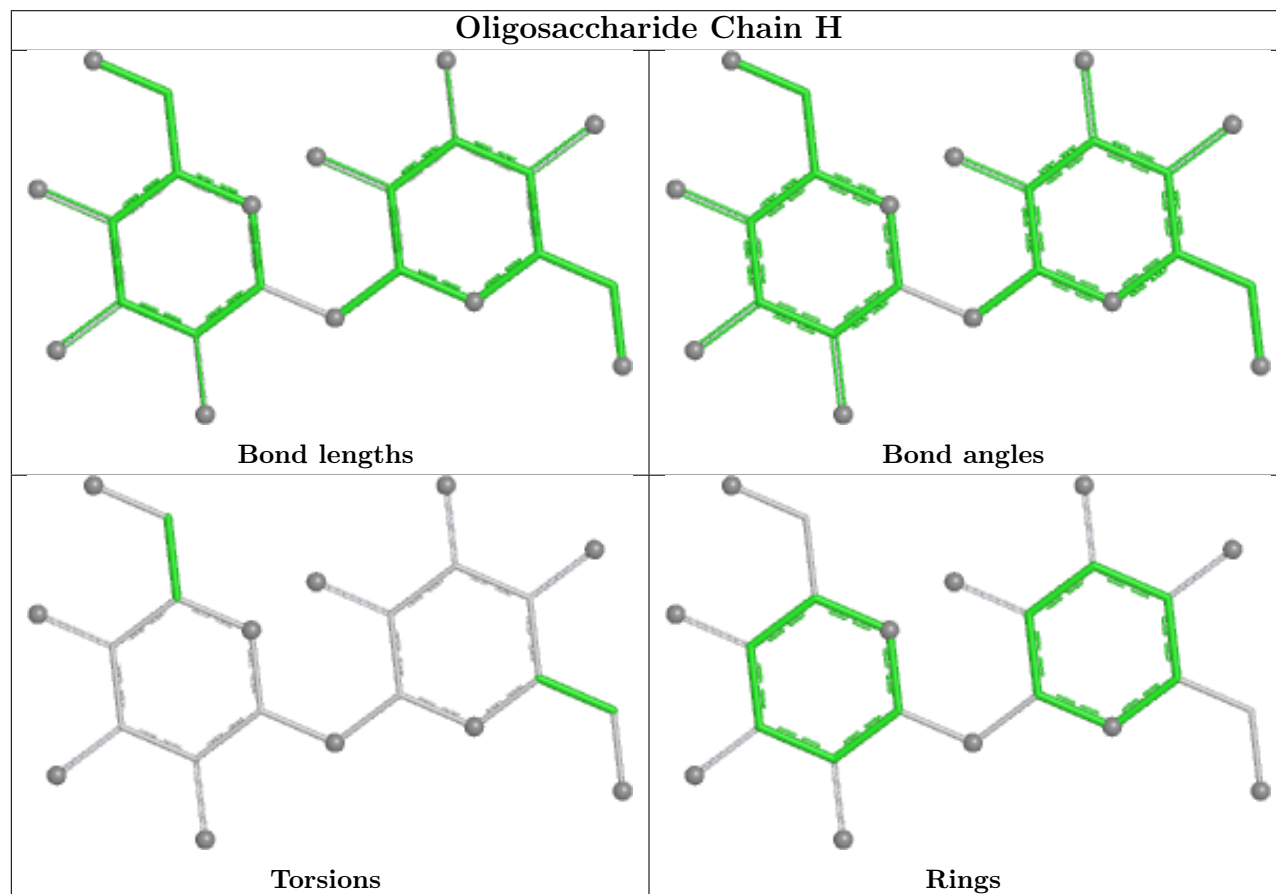 Oligosaccharide Chain H
Bond lengths
Bond angles
Torsions
Rings